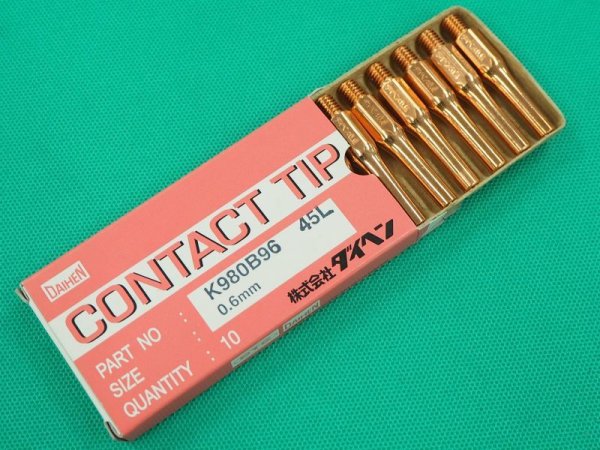 DAIHEN
CONTACT TIP
PART NO : K980B96 45L
SIZE : 0.6mm
QUANTITY : 10
株式会社ダイヘン
DAIHEN